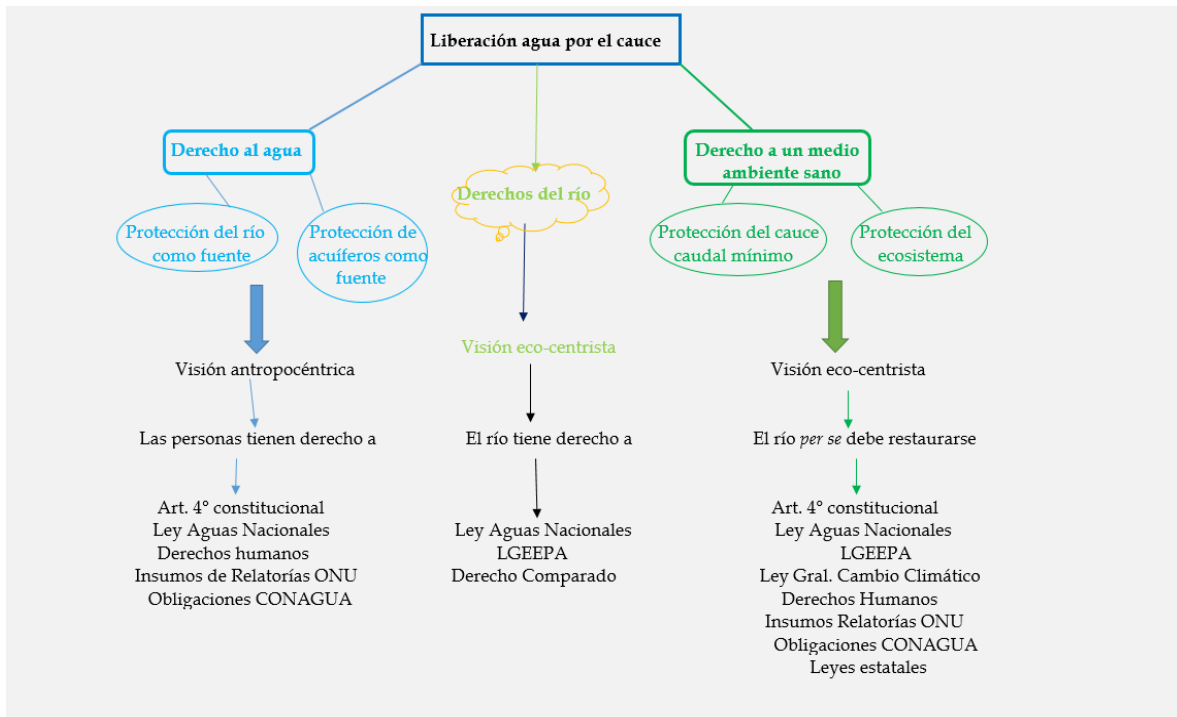 Liberación agua por el cauce
Derecho al agua
Protección del río
como fuente
Protección de
acuíferos como
fuente
Visión antropocéntrica
Las personas tienen derecho a
Art. 4° constitucional
Ley Aguas Nacionales
Derechos humanos
Insumos de Relatorías ONU
Obligaciones CONAGUA
Derechos del río
Visión eco-centrista
El río tiene derecho a
Ley Aguas Nacionales
LGEEPA
Derecho Comparado
Derecho a un medio
ambiente sano
Protección del cauce
caudal mínimo
Protección del
ecosistema
Visión eco-centrista
El río per se debe restaurarse
Art. 4° constitucional
Ley Aguas Nacionales
LGEEPA
Ley Gral. Cambio Climático
Derechos Humanos
Insumos Relatorías ONU
Obligaciones CONAGUA
Leyes estatales